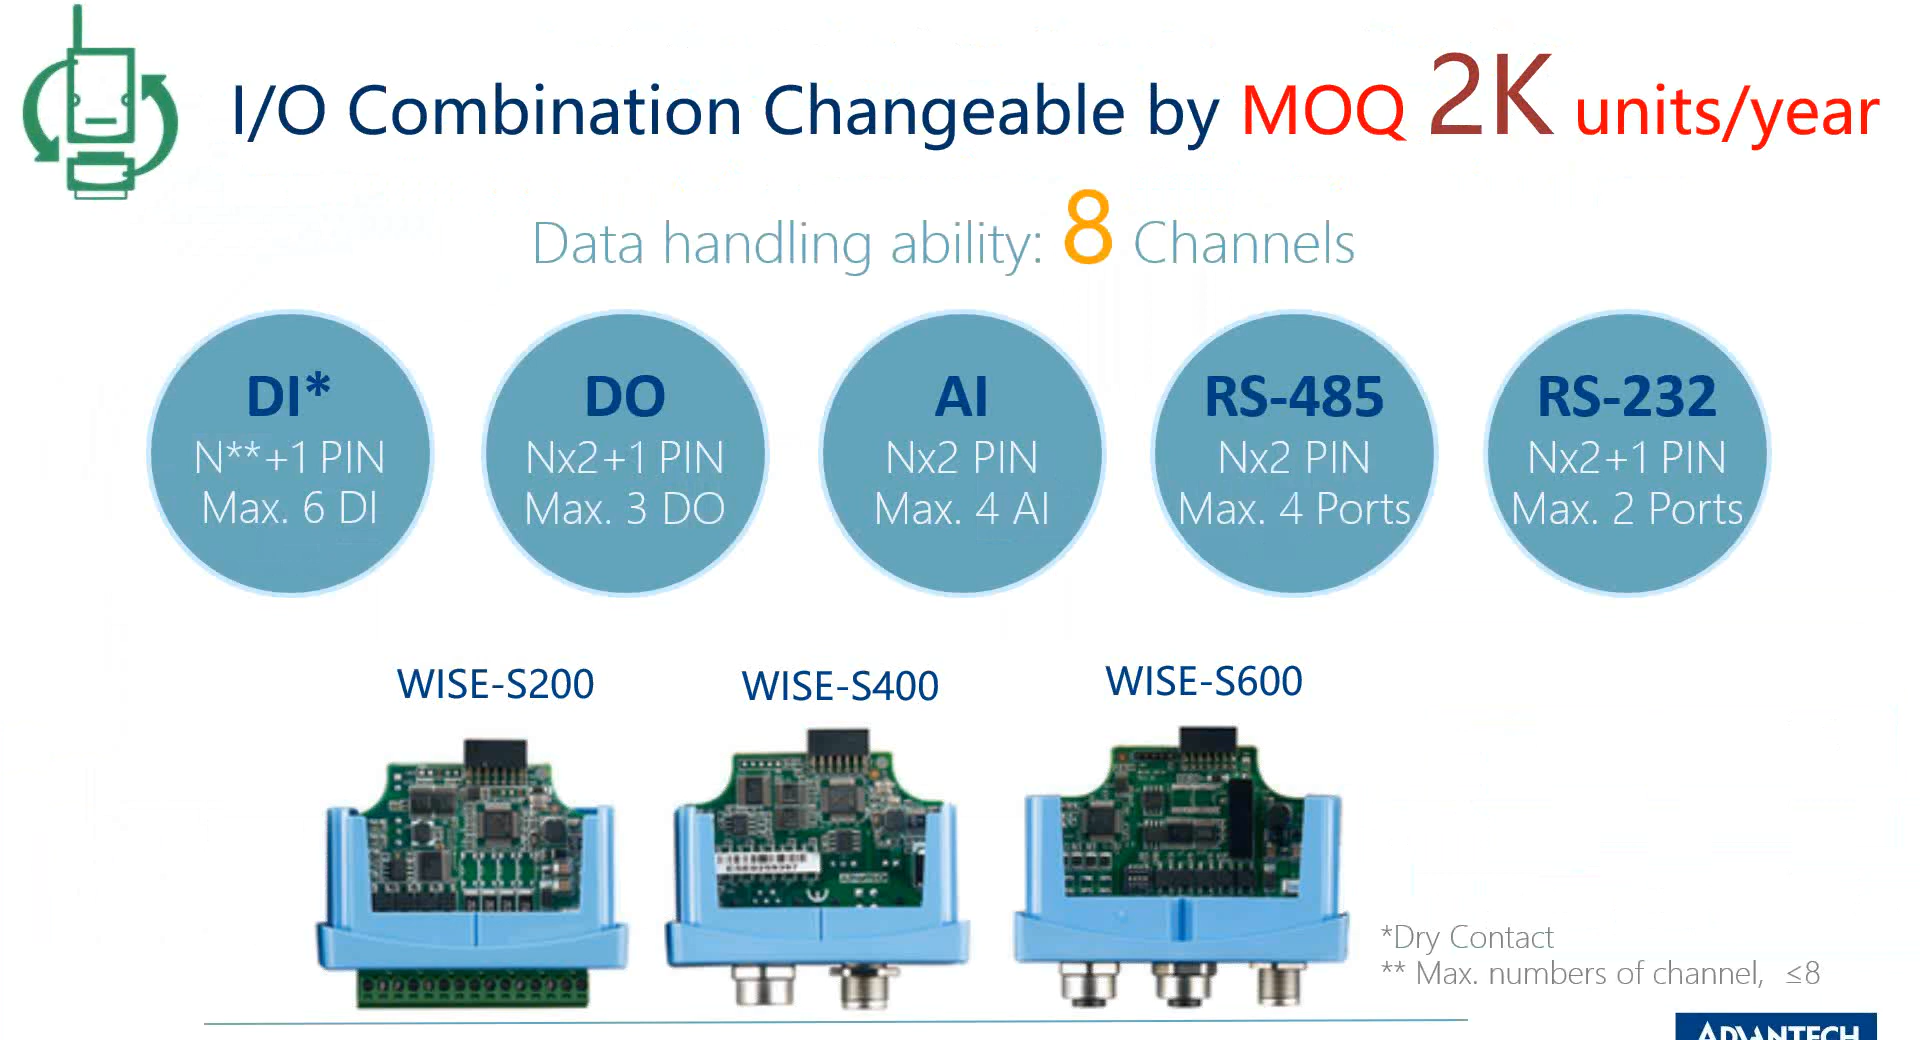 I/O Combination Changeable by MOQ 2K units/year
Data handling ability: 8 Channels
DI*
N**+1 PIN
Max. 6 DI
DO
Nx2+1 PIN
Max. 3 DO
AI
Nx2 PIN
Max. 4 AI
RS-485
Nx2 PIN
Max. 4 Ports
RS-232
Nx2+1 PIN
Max. 2 Ports
WISE-S200
WISE-S400
WISE-S600
*Dry Contact
** Max. numbers of channel, ≤8
ADVANTECH